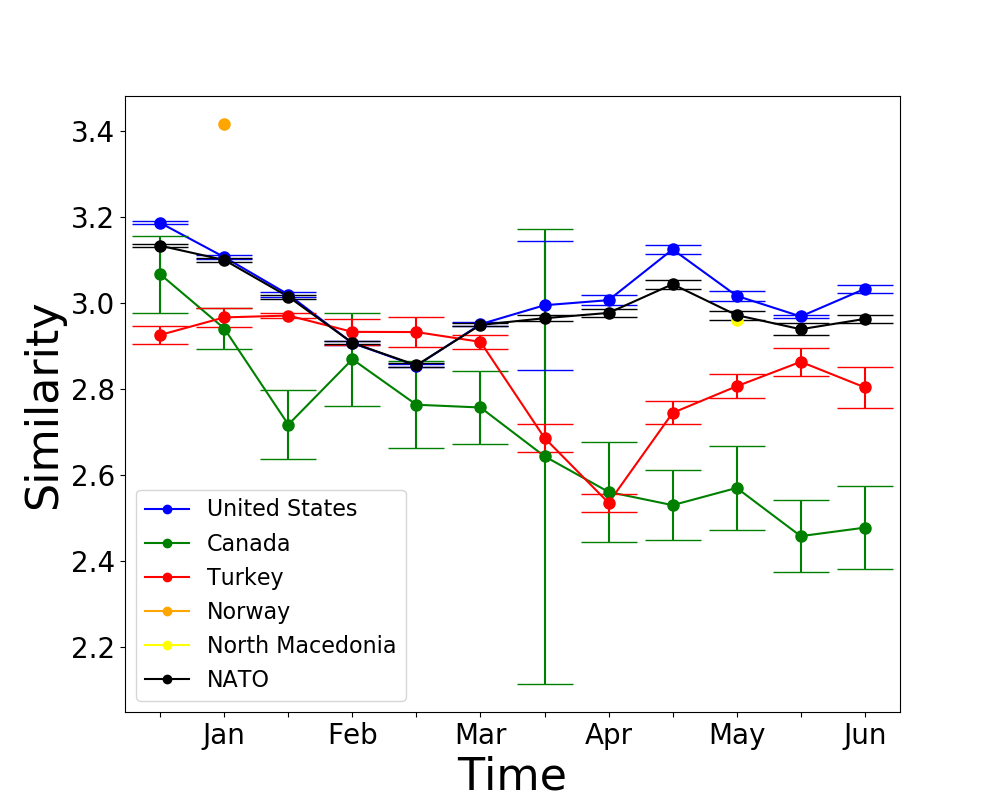 3.4
3.2
3.0
2.8
2.6
2.4
2.2
Similarity
United States
Canada
Turkey
Norway
North Macedonia
NATO
Jan Feb Mar Apr May Jun
Time